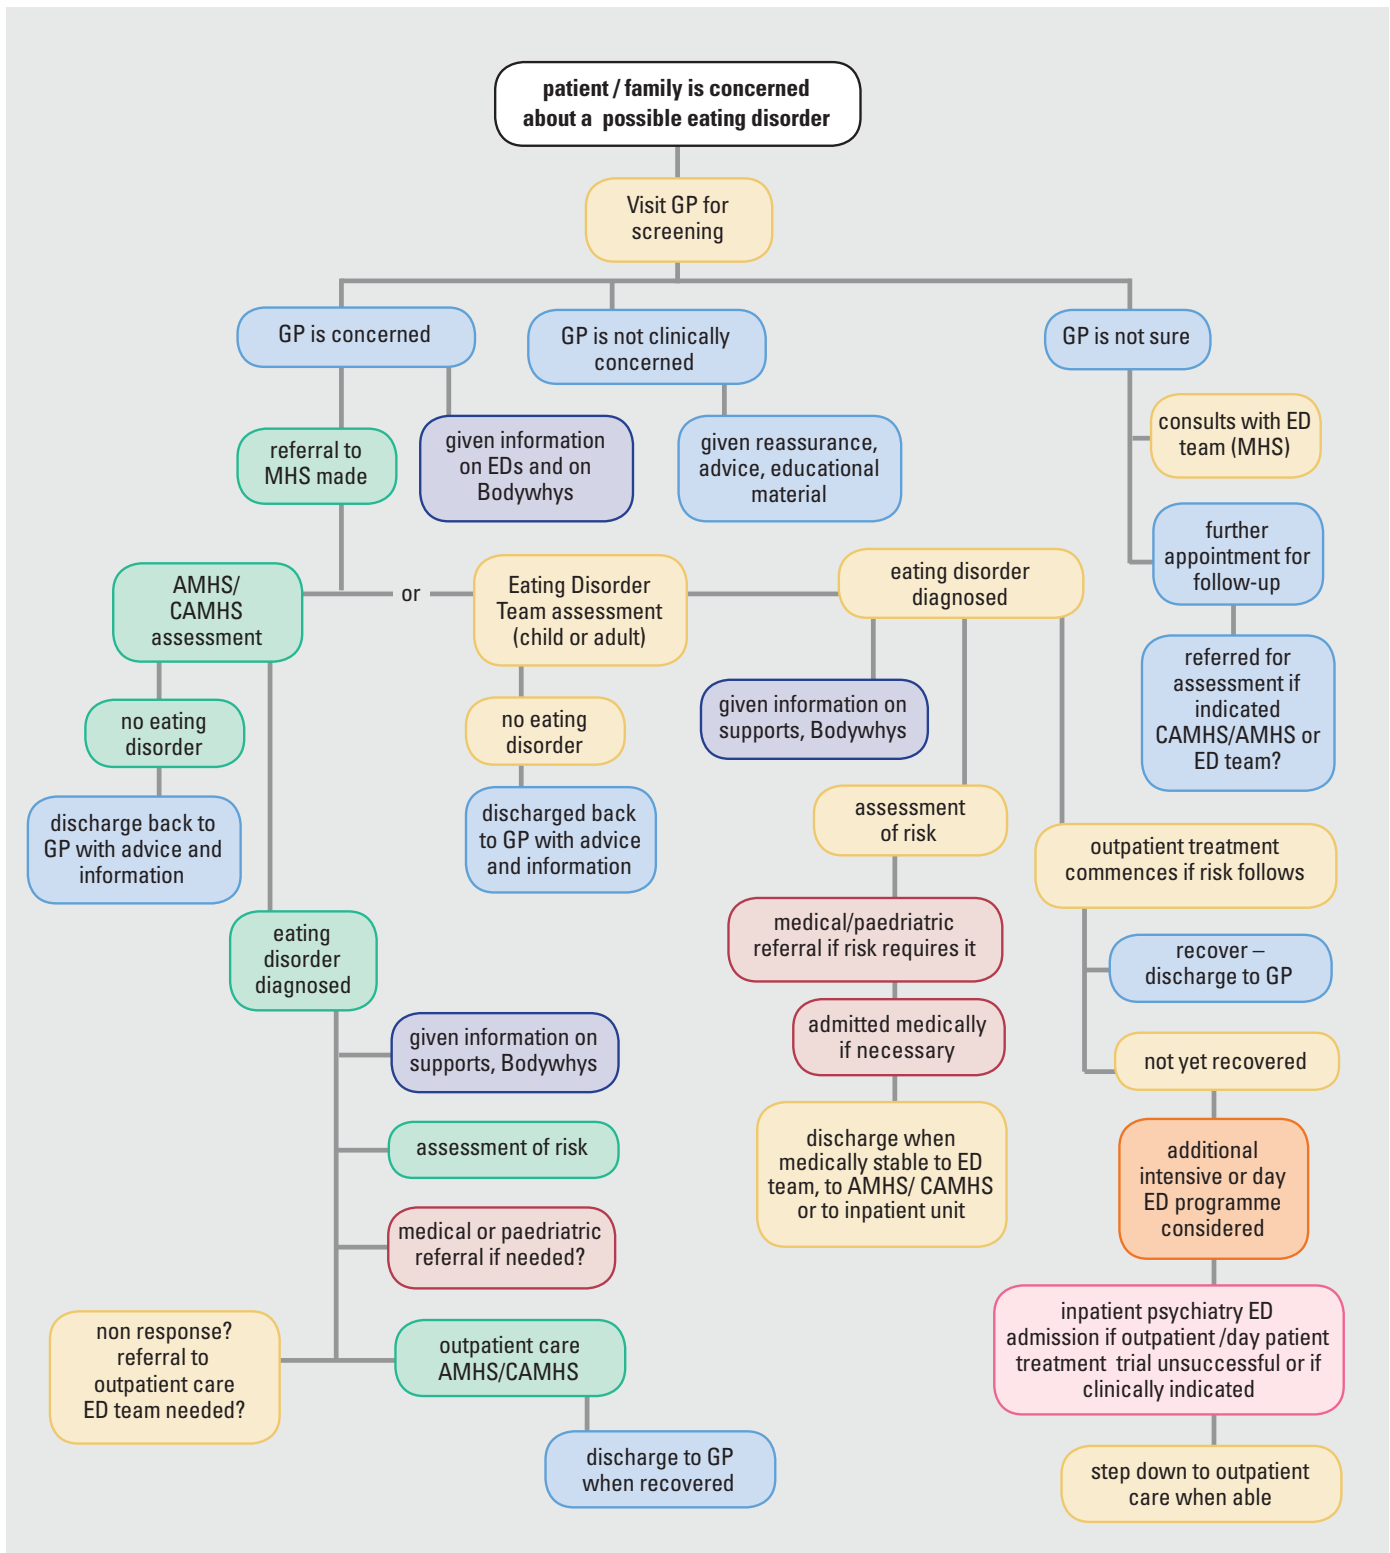 patient / family is concerned
about a possible eating disorder
Visit GP for
screening
GP is concerned
GP is not clinically
concerned
GP is not sure
referral to
MHS made
given information
on EDs and on
Bodywhys
given reassurance,
advice, educational
material
consults with ED
team (MHS)
further
appointment for
follow-up
referred for
assessment if
indicated
CAMHS/AMHS or
ED team?
AMHS/
CAMHS
assessment
or
Eating Disorder
Team assessment
(child or adult)
eating disorder
diagnosed
no eating
disorder
discharge back to
GP with advice and
information
no eating
disorder
discharged back
to GP with advice
and information
given information on
supports, Bodywhys
assessment
of risk
medical/paedriatric
referral if risk requires it
admitted medically
if necessary
discharge when
medically stable to ED
team, to AMHS/ CAMHS
or to inpatient unit
outpatient treatment
commences if risk follows
recover –
discharge to GP
not yet recovered
additional
intensive or day
ED programme
considered
inpatient psychiatry ED
admission if outpatient /day patient
treatment trial unsuccessful or if
clinically indicated
step down to outpatient
care when able
eating
disorder
diagnosed
given information on
supports, Bodywhys
assessment of risk
medical or paedriatric
referral if needed?
non response?
referral to
outpatient care
ED team needed?
outpatient care
AMHS/CAMHS
discharge to GP
when recovered